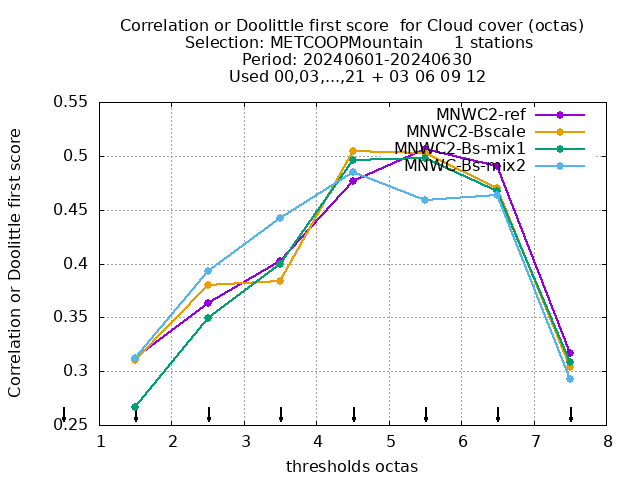 Correlation or Doolittle first score  for Cloud cover (octas)
Selection: METCOOPMountain      1 stations
Period: 20240601-20240630
Used 00,03,...,21 + 03 06 09 12
Correlation or Doolittle first score
0.55
0.5
0.45
0.4
0.35
0.3
0.25
MNWC2-ref
MNWC2-Bscale
MNWC2-Bs-mix1
MNWC-Bs-mix2
1 2 3 4 5 6 7 8
thresholds octas